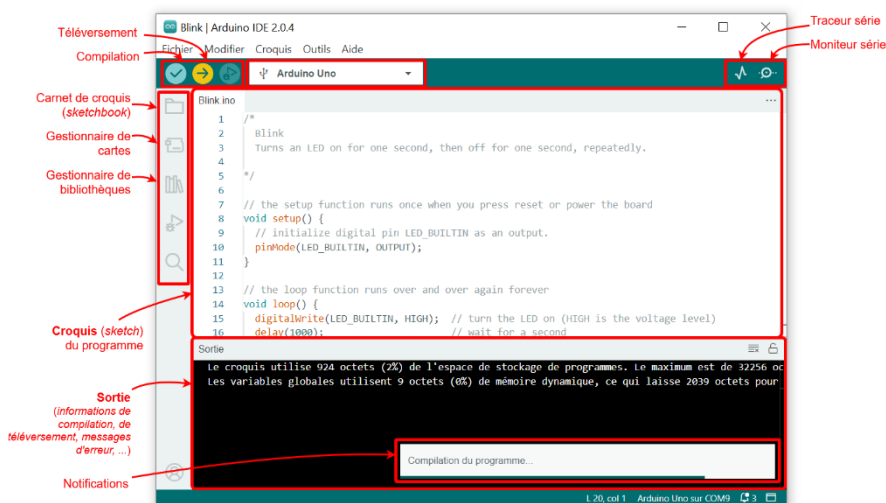 Téléversement
Compilation
Carnet de croquis
(sketchbook)
Gestionnaire de
cartes
Gestionnaire de
bibliothèques
Croquis (sketch)
du programme
Sortie
(informations de
compilation, de
téléversement, messages
d'erreur, ...)
Notifications
Traceur série
Moniteur série
Blink | Arduino IDE 2.0.4
Fichier Modifier Croquis Outils Aide
Arduino Uno
Blink.ino
1 /*
2 Blink
3 Turns an LED on for one second, then off for one second, repeatedly.
4
5 */
6
7 // the setup function runs once when you press reset or power the board
8 void setup() {
9 // initialize digital pin LED_BUILTIN as an output.
10 pinMode(LED_BUILTIN, OUTPUT);
11 }
12
13 // the loop function runs over and over again forever
14 void loop() {
15 digitalWrite(LED_BUILTIN, HIGH); // turn the LED on (HIGH is the voltage level)
16 delay(1000); // wait for a second
Sortie
Le croquis utilise 924 octets (2%) de l'espace de stockage de programmes. Le maximum est de 32256 oc
Les variables globales utilisent 9 octets (0%) de mémoire dynamique, ce qui laisse 2039 octets pour
Compilation du programme...
L 20, col 1 Arduino Uno sur COM9 3